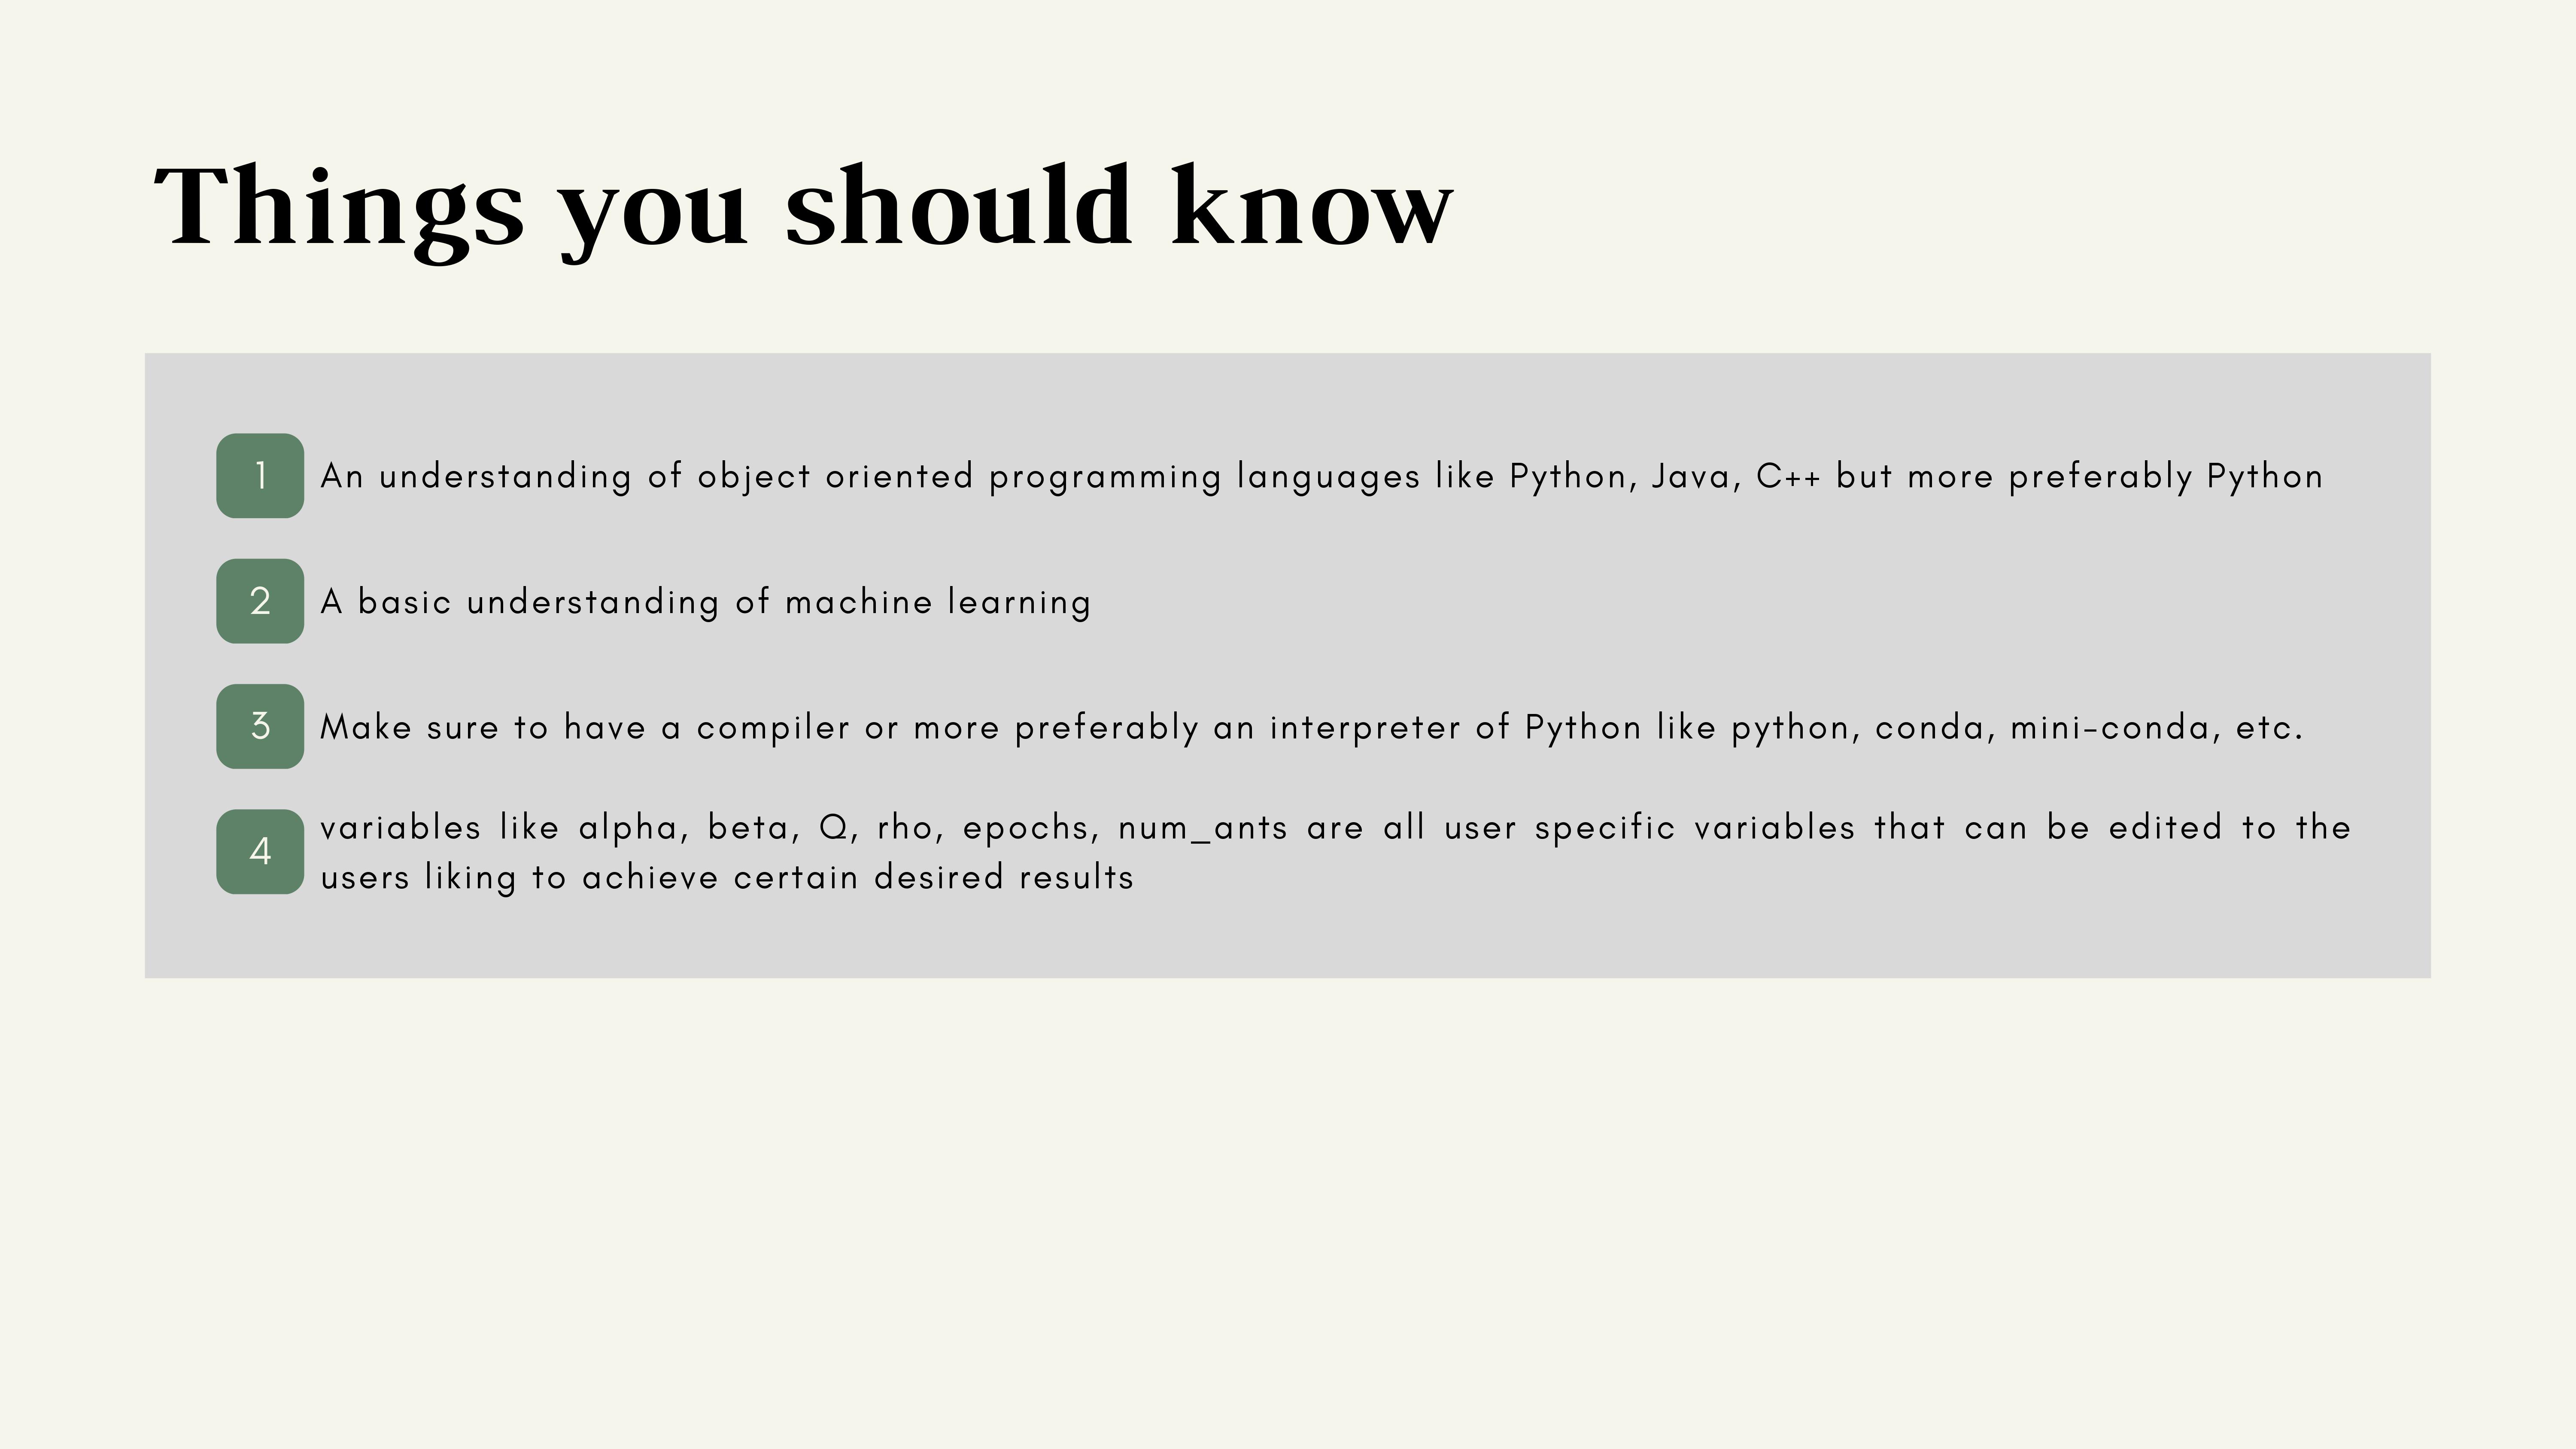 Things you should know
1 An understanding of object oriented programming languages like Python, Java, C++ but more preferably Python
2 A basic understanding of machine learning
3 Make sure to have a compiler or more preferably an interpreter of Python like python, conda, mini-conda, etc.
4 variables like alpha, beta, Q, rho, epochs, num_ants are all user specific variables that can be edited to the
users liking to achieve certain desired results